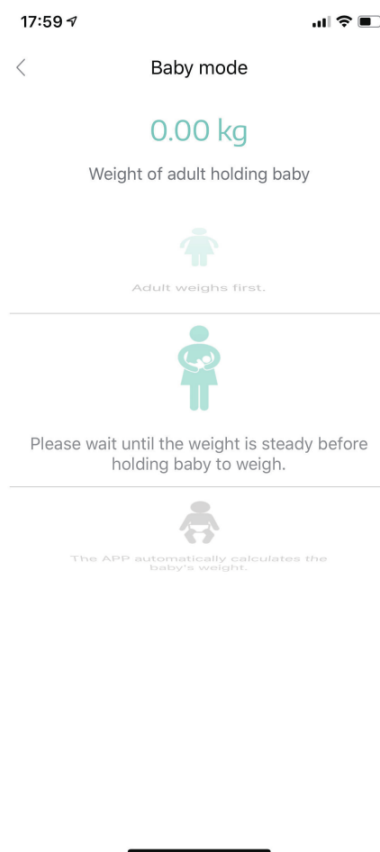 17:59
Baby mode
0.00 kg
Weight of adult holding baby
Adult weighs first.
Please wait until the weight is steady before
holding baby to weigh.
The APP automatically calculates the
baby's weight.